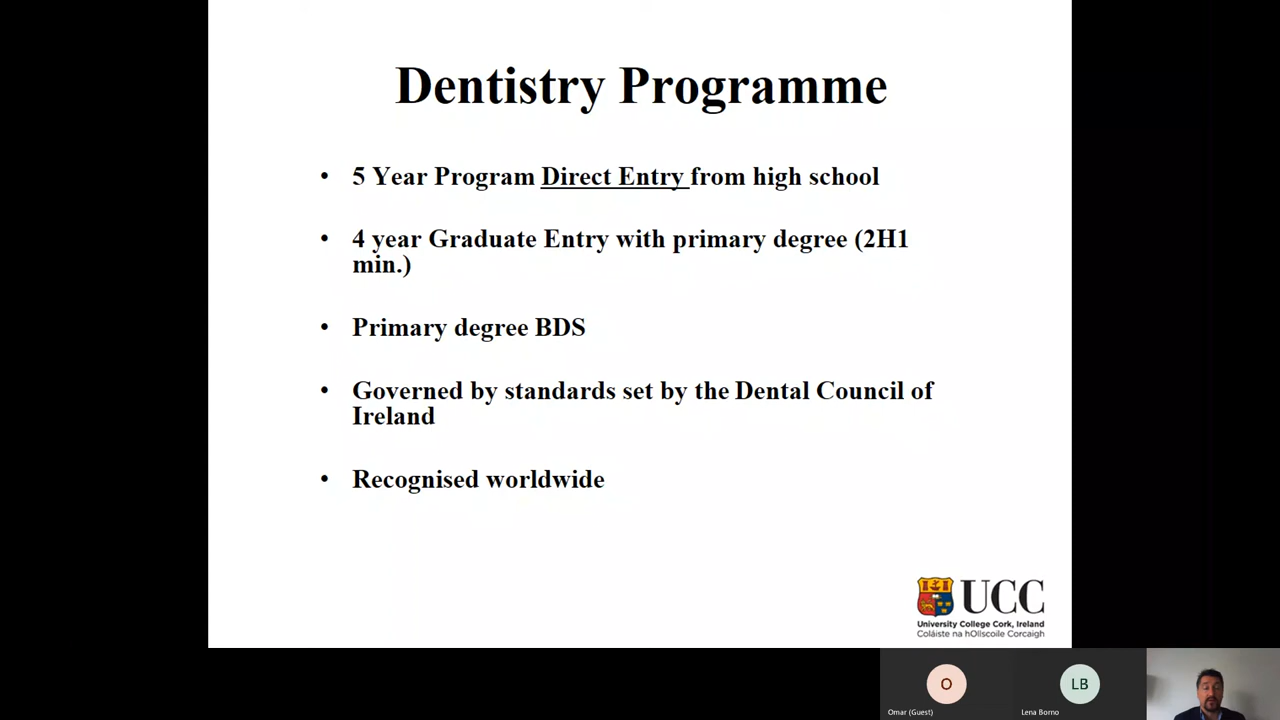 Dentistry Programme
• 5 Year Program Direct Entry from high school
• 4 year Graduate Entry with primary degree (2H1
min.)
• Primary degree BDS
• Governed by standards set by the Dental Council of
Ireland
• Recognised worldwide
UCC
University College Cork, Ireland
Coláiste na hOllscoile Corcaigh
O
LB
Omar (Guest)
Lena Borno